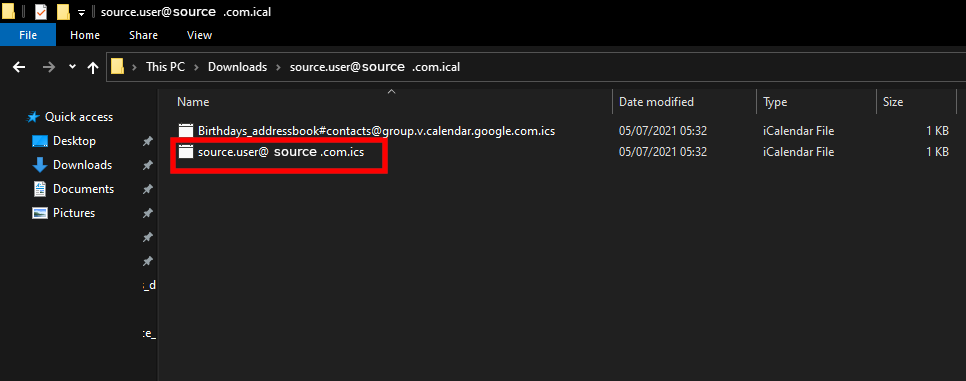 source.user@source .com.ical
File Home Share View
This PC Downloads source.user@source .com.ical
Name Date modified Type Size
Quick access
Birthdays_addressbook#contacts@group.v.calendar.google.com.ics 05/07/2021 05:32 iCalendar File 1 KB
Desktop
source.user@ source .com.ics 05/07/2021 05:32 iCalendar File 1 KB
Downloads
Documents
Pictures
s_d
te_